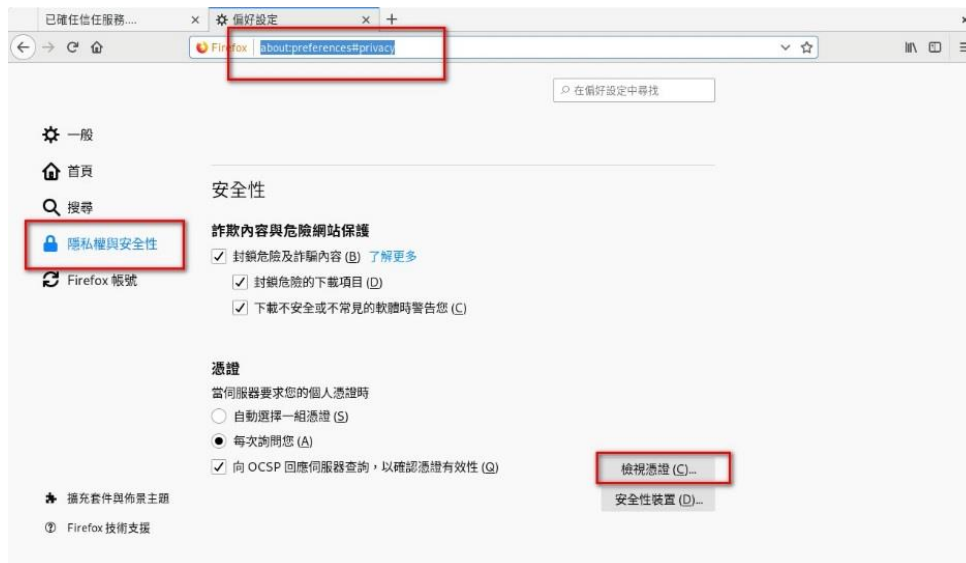 已確任信任服務....
偏好設定
Firefox about:preferences#privacy
在偏好設定中尋找
一般
首頁
搜尋
隱私權與安全性
Firefox 帳號
擴充套件與佈景主題
Firefox 技術支援
安全性
詐欺內容與危險網站保護
封鎖危險及詐騙內容 (B) 了解更多
封鎖危險的下載項目 (D)
下載不安全或不常見的軟體時警告您 (C)
憑證
當伺服器要求您的個人憑證時
自動選擇一組憑證 (S)
每次詢問您 (A)
向 OCSP 回應伺服器查詢，以確認憑證有效性 (Q)
檢視憑證 (C)...
安全性裝置 (D)...